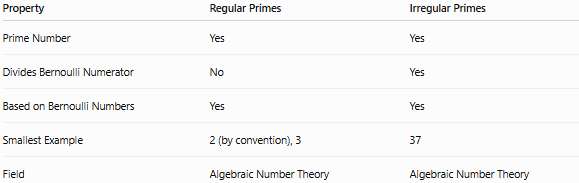 Property Regular Primes Irregular Primes
Prime Number Yes Yes
Divides Bernoulli Numerator No Yes
Based on Bernoulli Numbers Yes Yes
Smallest Example 2 (by convention), 3 37
Field Algebraic Number Theory Algebraic Number Theory